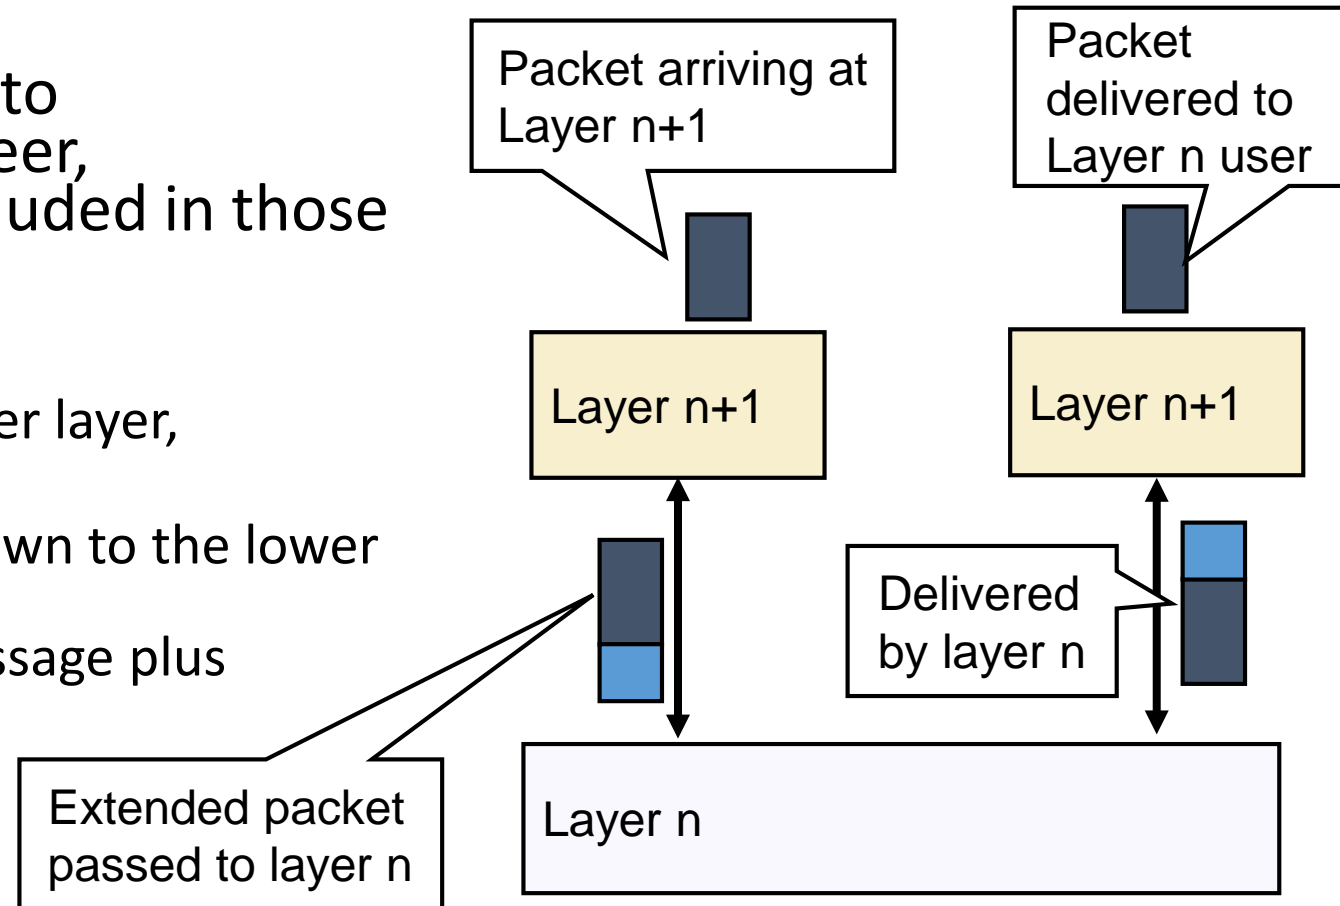 to
eer,
uded in those
er layer,
wn to the lower
ssage plus
Packet arriving at
Layer n+1
Packet
delivered to
Layer n user
Layer n+1
Layer n+1
Delivered
by layer n
Extended packet
passed to layer n
Layer n